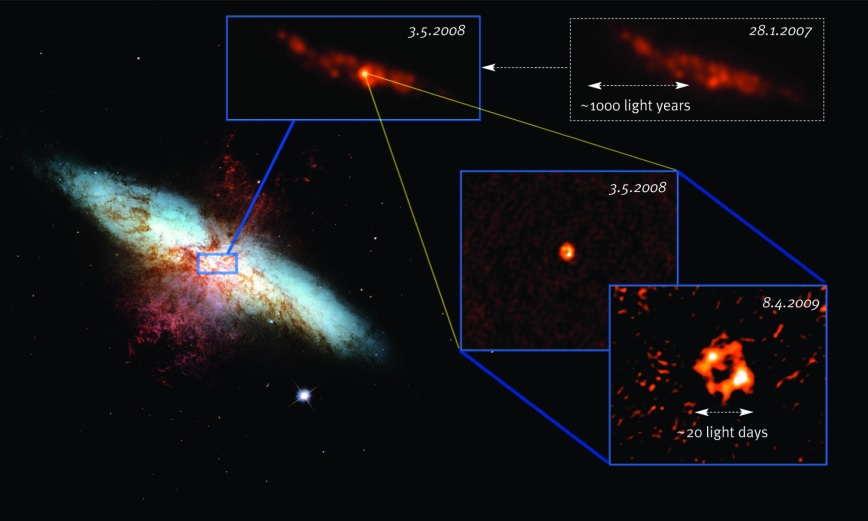 3.5.2008
28.1.2007
~1000 light years
3.5.2008
8.4.2009
~20 light days